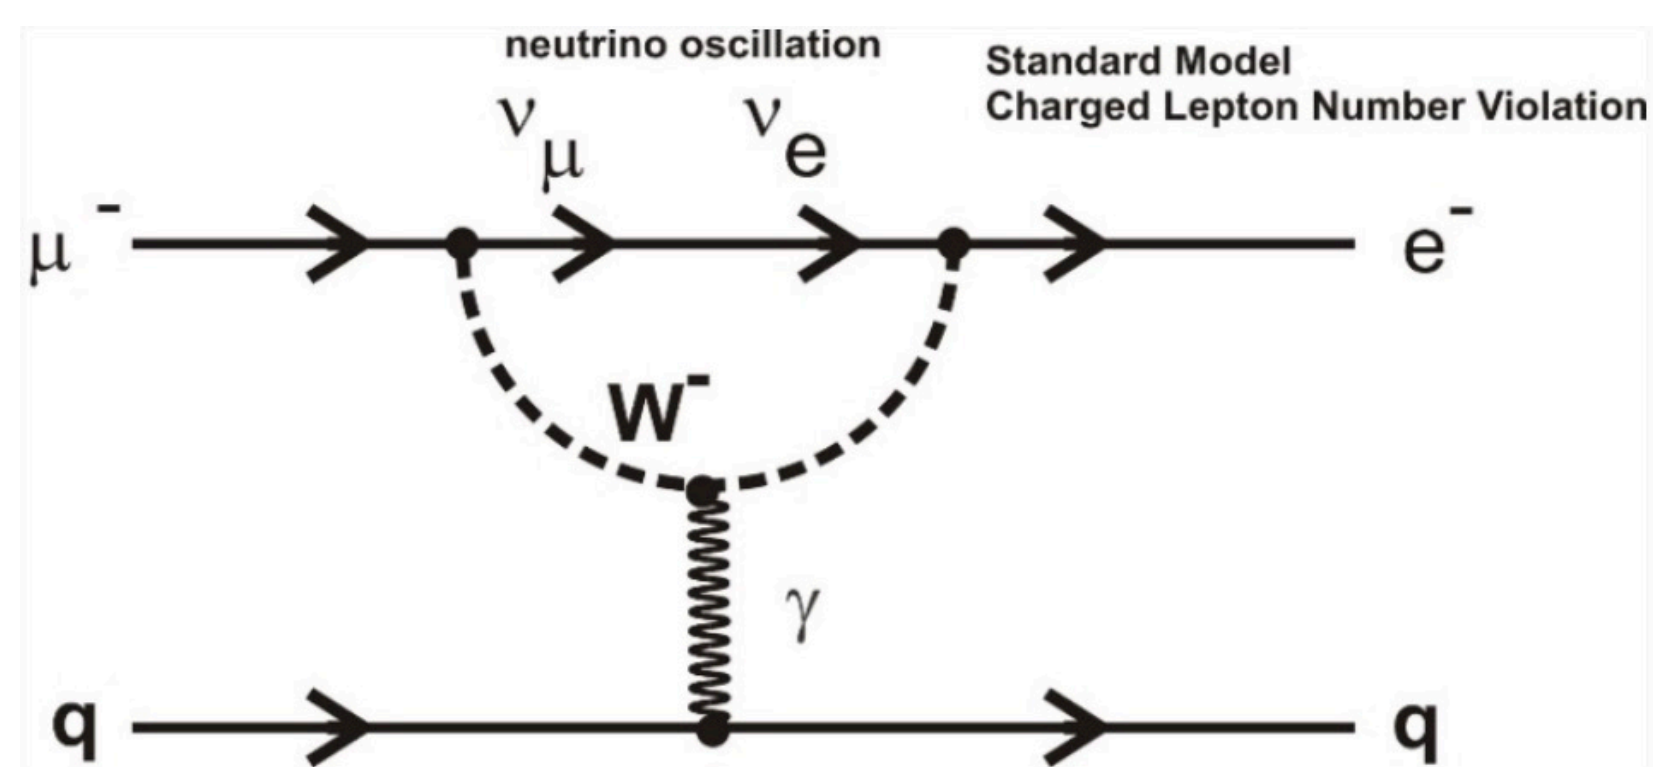 neutrino oscillation
Standard Model
Charged Lepton Number Violation
ν μ
ν e
μ -
e -
W-
γ
q
q